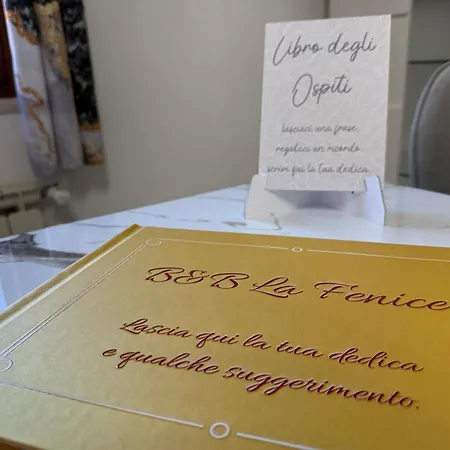 Libro degli
Ospiti
lasciaci una frase,
regalaci un ricordo,
scrivi qui la tua dedica.
B&B La Fenice
Lascia qui la tua dedica
e qualche suggerimento.